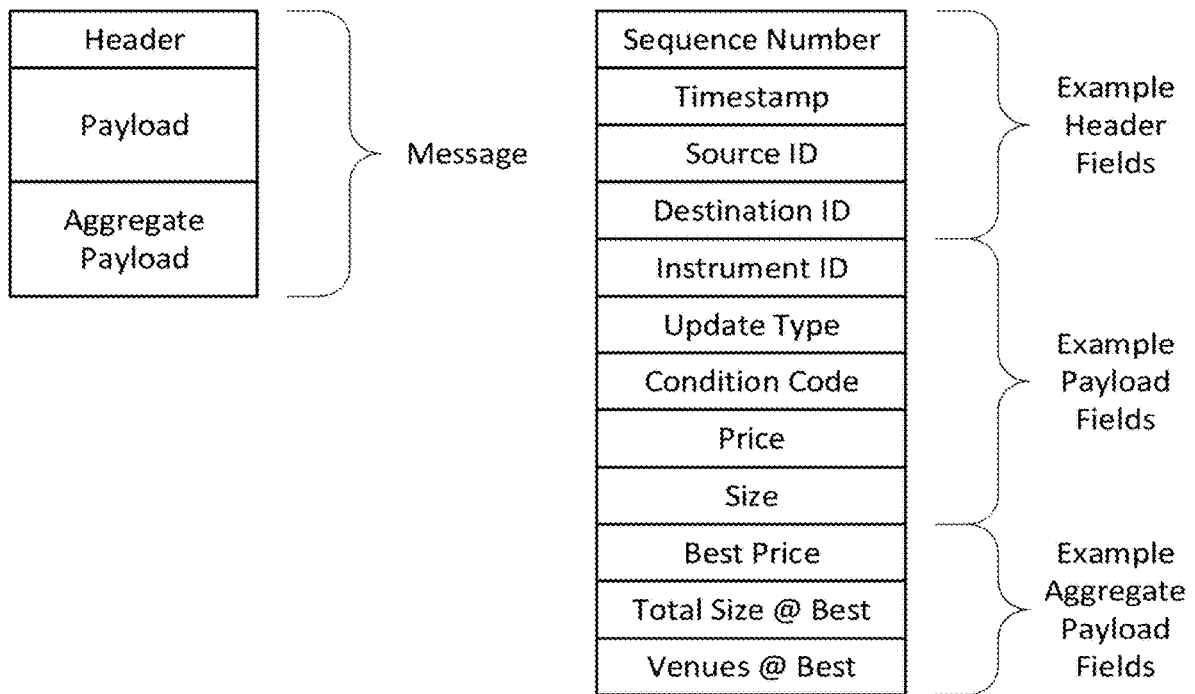 Header
Payload
Aggregate
Payload
Message
Sequence Number
Timestamp
Source ID
Destination ID
Instrument ID
Update Type
Condition Code
Price
Size
Best Price
Total Size @ Best
Venues @ Best
Example
Header
Fields
Example
Payload
Fields
Example
Aggregate
Payload
Fields